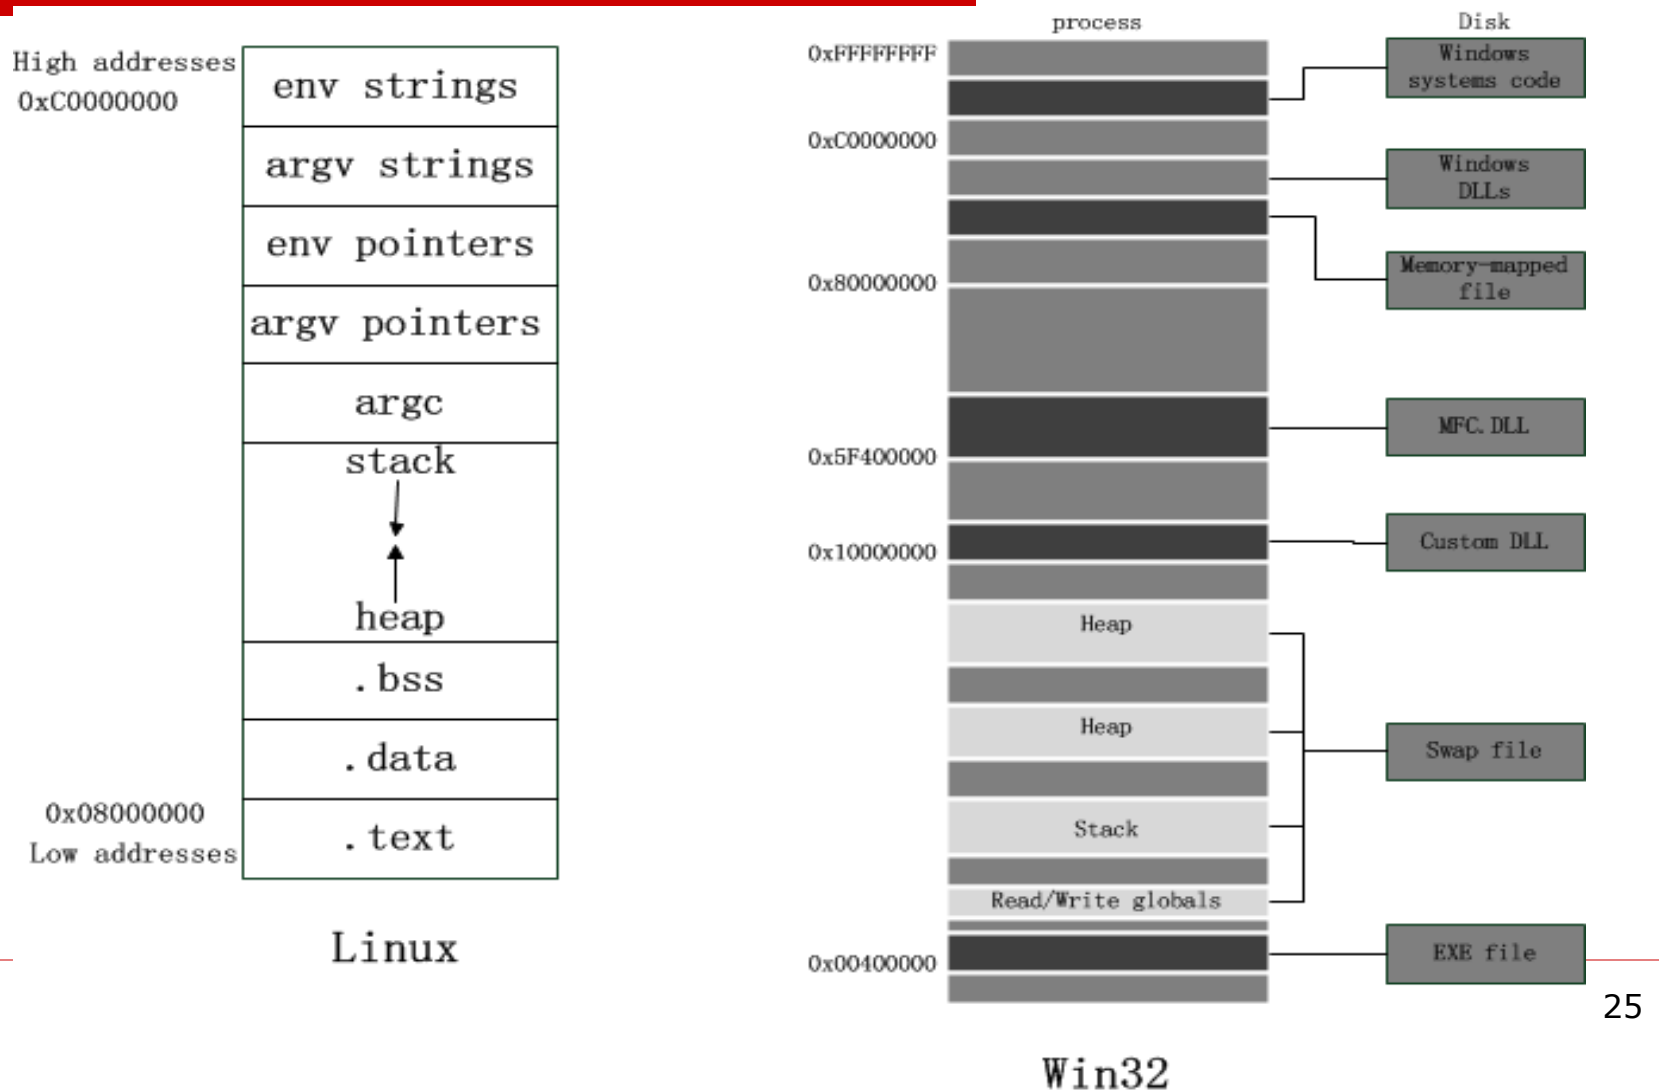 High addresses
0xC0000000
env strings
argv strings
env pointers
argv pointers
argc
stack
heap
.bss
.data
0x08000000
Low addresses
.text
Linux
process
Disk
0xFFFFFFFF
Windows
systems code
0xC0000000
Windows
DLLs
Memory-mapped
file
0x80000000
MFC.DLL
0x5F400000
Custom DLL
0x10000000
Heap
Heap
Swap file
Stack
Read/Write globals
EXE file
0x00400000
25
Win32